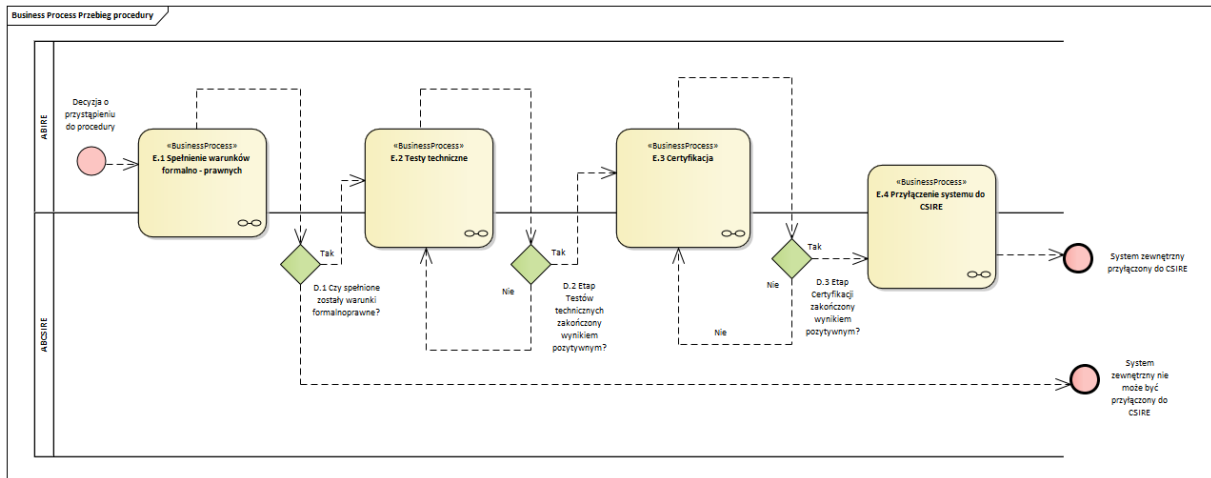 Business Process Przebieg procedury
ABIRE
Decyzja o
przystąpieniu
do procedury
«BusinessProcess»
E.1 Spełnienie warunków
formalno - prawnych
«BusinessProcess»
E.2 Testy techniczne
«BusinessProcess»
E.3 Certyfikacja
«BusinessProcess»
E.4 Przyłączenie systemu do
CSIRE
ABCSIRE
Tak
D.1 Czy spełnione
zostały warunki
formalnoprawne?
Tak
Nie
D.2 Etap
Testów
technicznych
zakończony
wynikiem
pozytywnym?
Tak
Nie
Nie
D.3 Etap
Certyfikacji
zakończony
wynikiem
pozytywnym?
System zewnętrzny
przyłączony do CSIRE
System
zewnętrzny nie
może być
przyłączony do
CSIRE